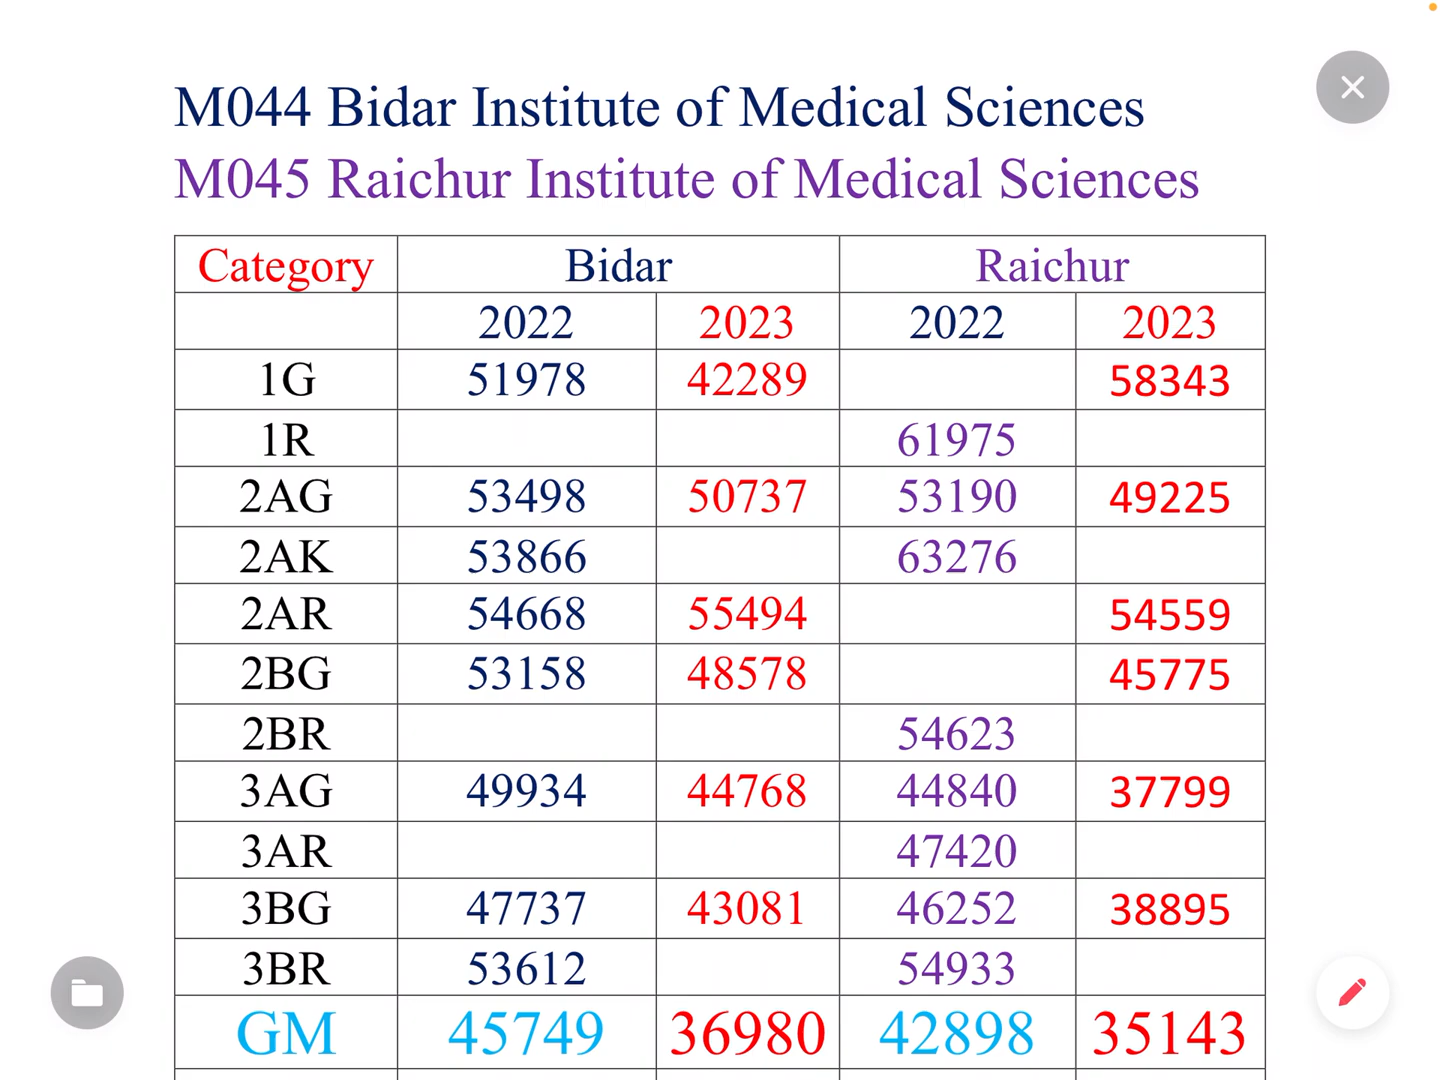 M044 Bidar Institute of Medical Sciences
M045 Raichur Institute of Medical Sciences
Category Bidar Raichur
2022 2023 2022 2023
1G 51978 42289 58343
1R 61975
2AG 53498 50737 53190 49225
2AK 53866 63276
2AR 54668 55494 54559
2BG 53158 48578 45775
2BR 54623
3AG 49934 44768 44840 37799
3AR 47420
3BG 47737 43081 46252 38895
3BR 53612 54933
GM 45749 36980 42898 35143